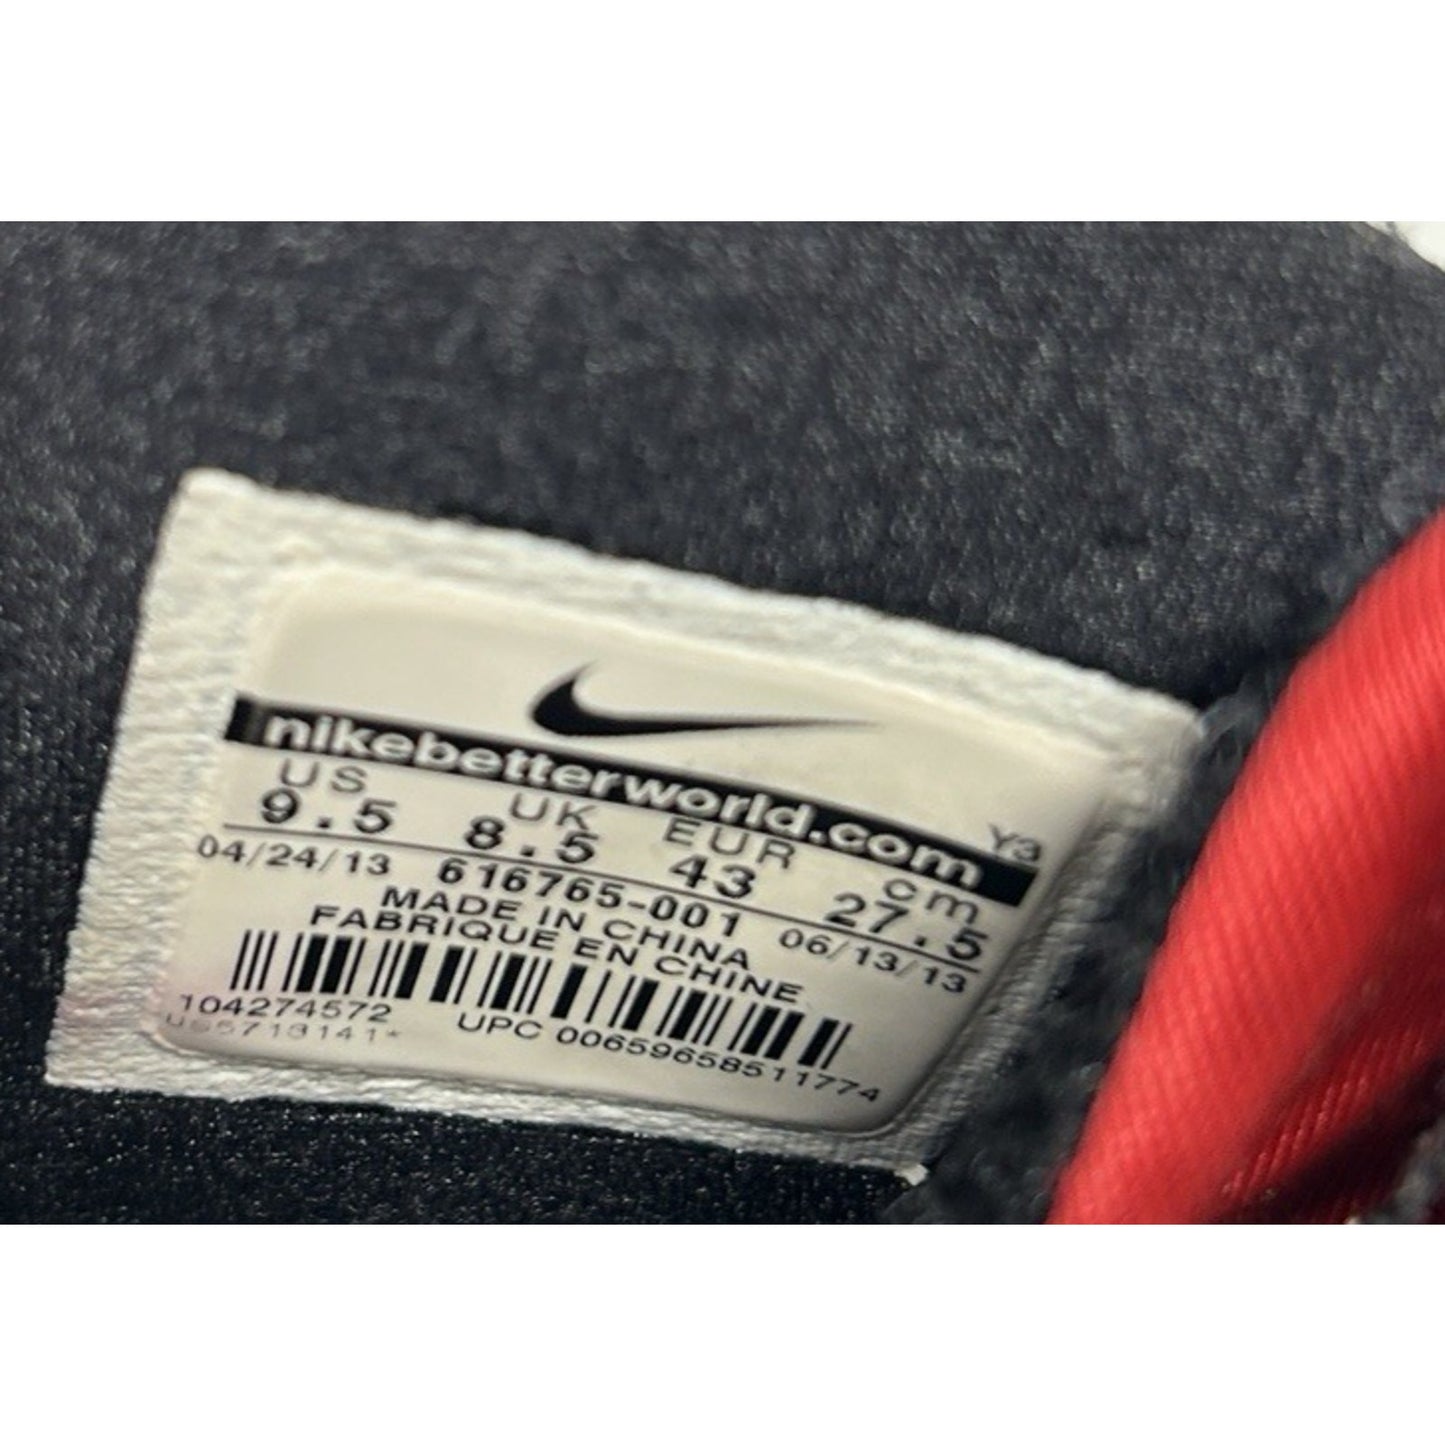 nikebetterworld.com Y3
US UK EUR cm
9.5 8.5 43 27.5
04/24/13 616765-001 06/13/13
MADE IN CHINA
FABRIQUE EN CHINE
104274572 UPC 00659658511774
US5713141*